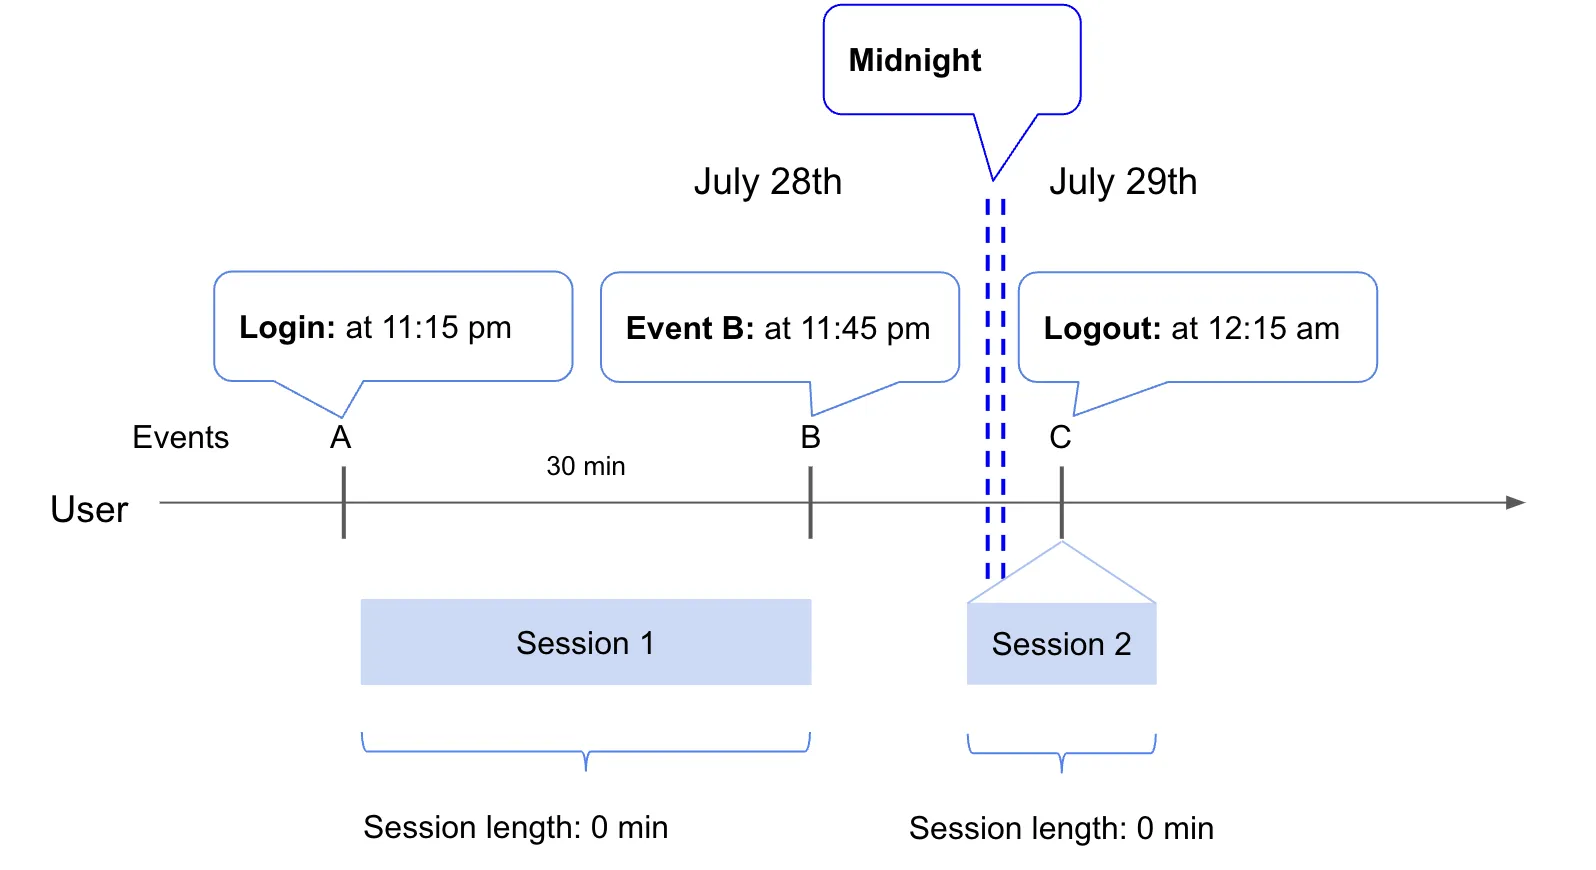 Midnight
July 28th
July 29th
Login: at 11:15 pm
Event B: at 11:45 pm
Logout: at 12:15 am
Events
A
B
C
30 min
User
Session 1
Session 2
Session length: 0 min
Session length: 0 min